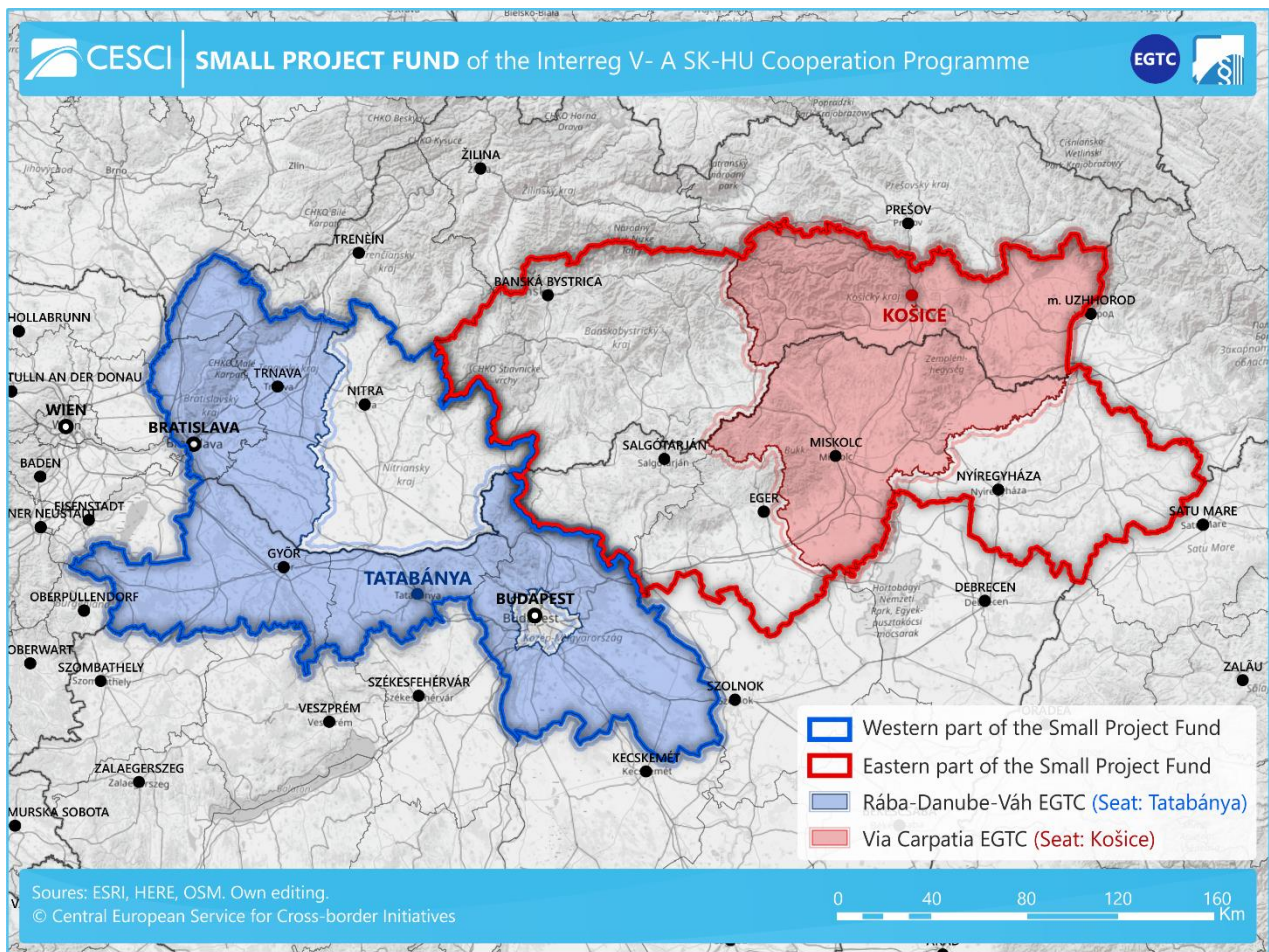 CESCI
SMALL PROJECT FUND of the Interreg V- A SK-HU Cooperation Programme
EGTC
ŽILINA
PREŠOV
TRENÈÍN
BANSKÁ BYSTRICA
KOŠICE
m. UZHHOROD
HOLLABRUNN
TULLN AN DER DONAU
TRNAVA
NITRA
WIEN
BRATISLAVA
SALGÓTARJÁN
MISKOLC
BADEN
NYÍREGYHÁZA
EGER
EISENSTADT
NER NEUSTADT
SATU MARE
GYŐR
TATABÁNYA
BUDAPEST
DEBRECEN
OBERPULLENDORF
OBERWART
SZOMBATHELY
SZÉKESFEHÉRVÁR
SZOLNOK
ZALĂU
VESZPRÉM
KECSKEMÉT
ZALAEGERSZEG
MURSKA SOBOTA
Western part of the Small Project Fund
Eastern part of the Small Project Fund
Rába-Danube-Váh EGTC (Seat: Tatabánya)
Via Carpatia EGTC (Seat: Košice)
Soures: ESRI, HERE, OSM. Own editing.
© Central European Service for Cross-border Initiatives
0 40 80 120 160
Km